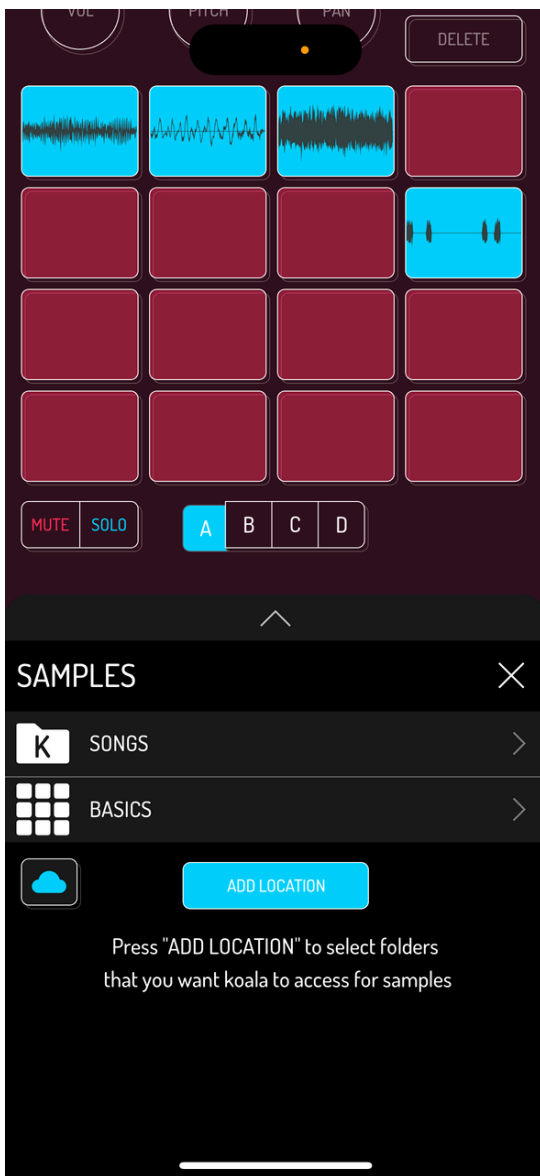 VOL PITCH PAN
DELETE
MUTE SOLO A B C D
SAMPLES
K SONGS
BASICS
ADD LOCATION
Press "ADD LOCATION" to select folders
that you want koala to access for samples